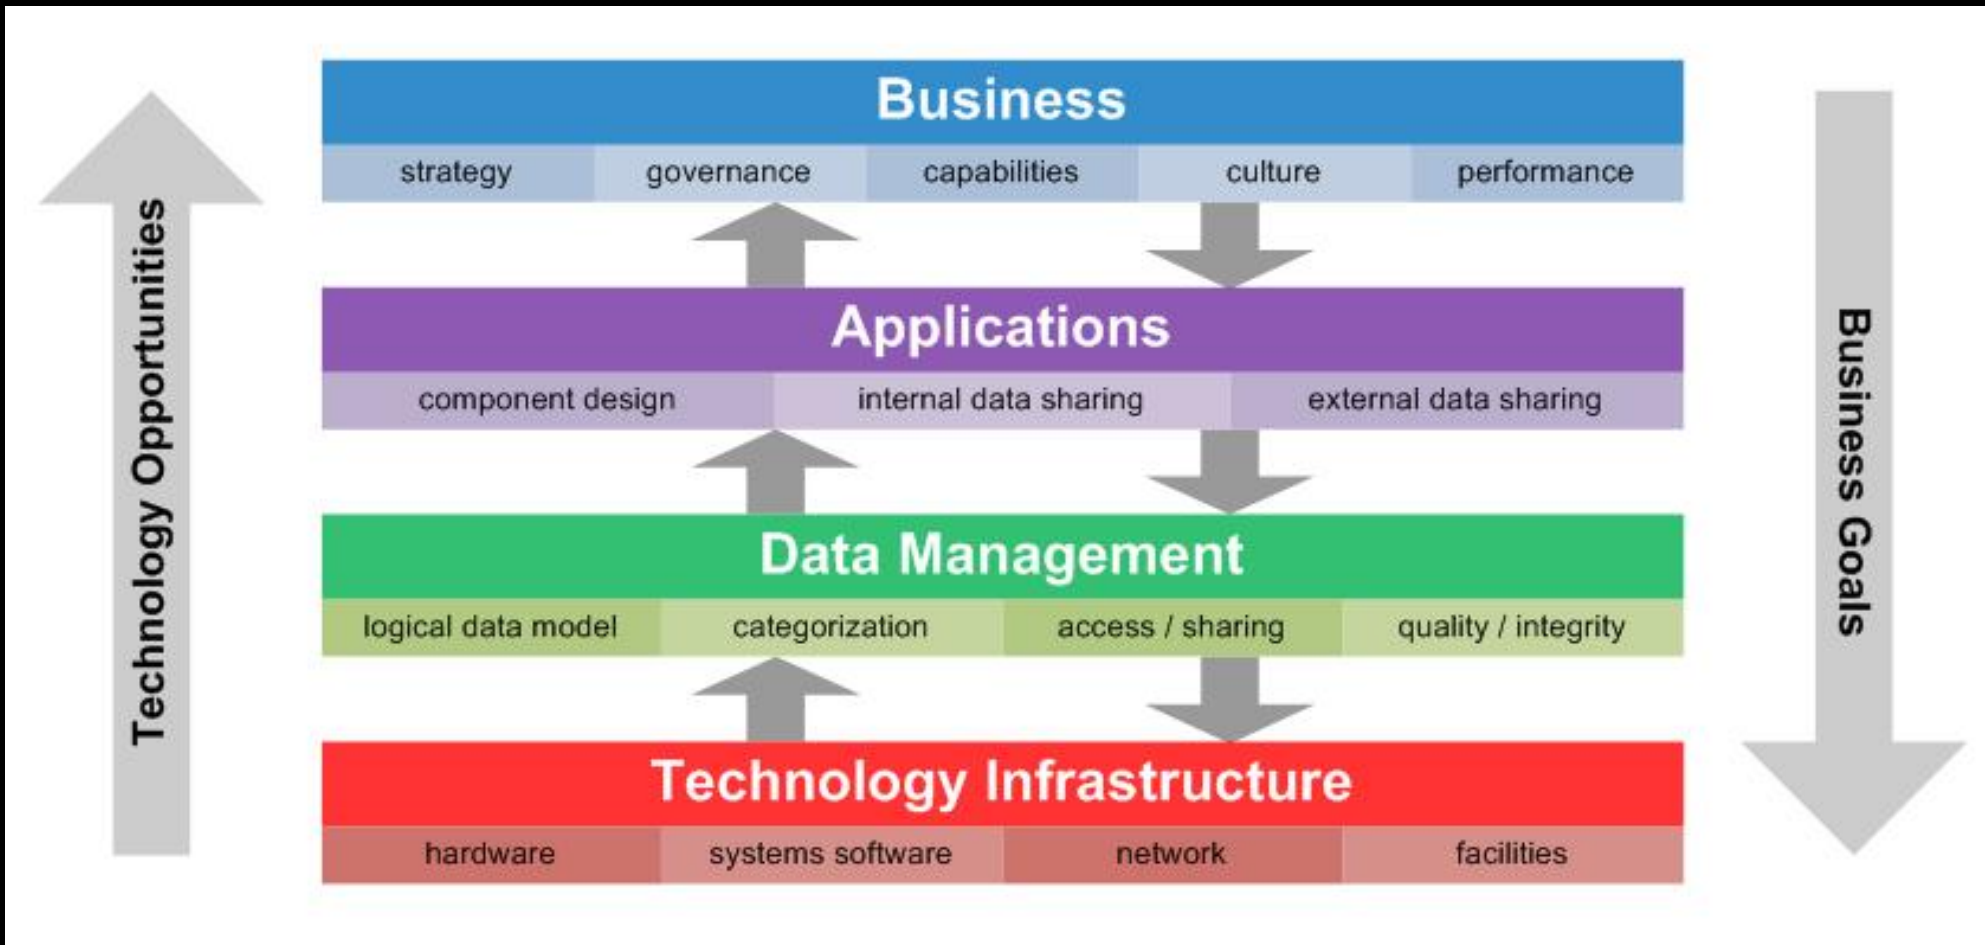 Technology Opportunities
Business
strategy governance capabilities culture performance
Applications
component design internal data sharing external data sharing
Data Management
logical data model categorization access / sharing quality / integrity
Technology Infrastructure
hardware systems software network facilities
Business Goals